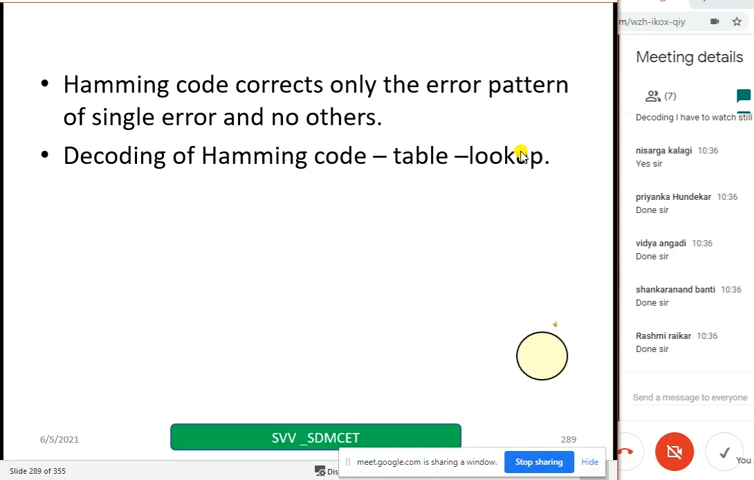 • Hamming code corrects only the error pattern
of single error and no others.
• Decoding of Hamming code – table –lookup.
6/5/2021
SVV _SDMCET
289
Slide 289 of 355
meet.google.com is sharing a window.
Stop sharing
Hide
m/wzh-ikox-qiy
Meeting details
(7)
Decoding I have to watch still
nisarga kalagi 10:36
Yes sir
priyanka Hundekar 10:36
Done sir
vidya angadi 10:36
Done sir
shankaranand banti 10:36
Done sir
Rashmi raikar 10:36
Done sir
Send a message to everyone
You